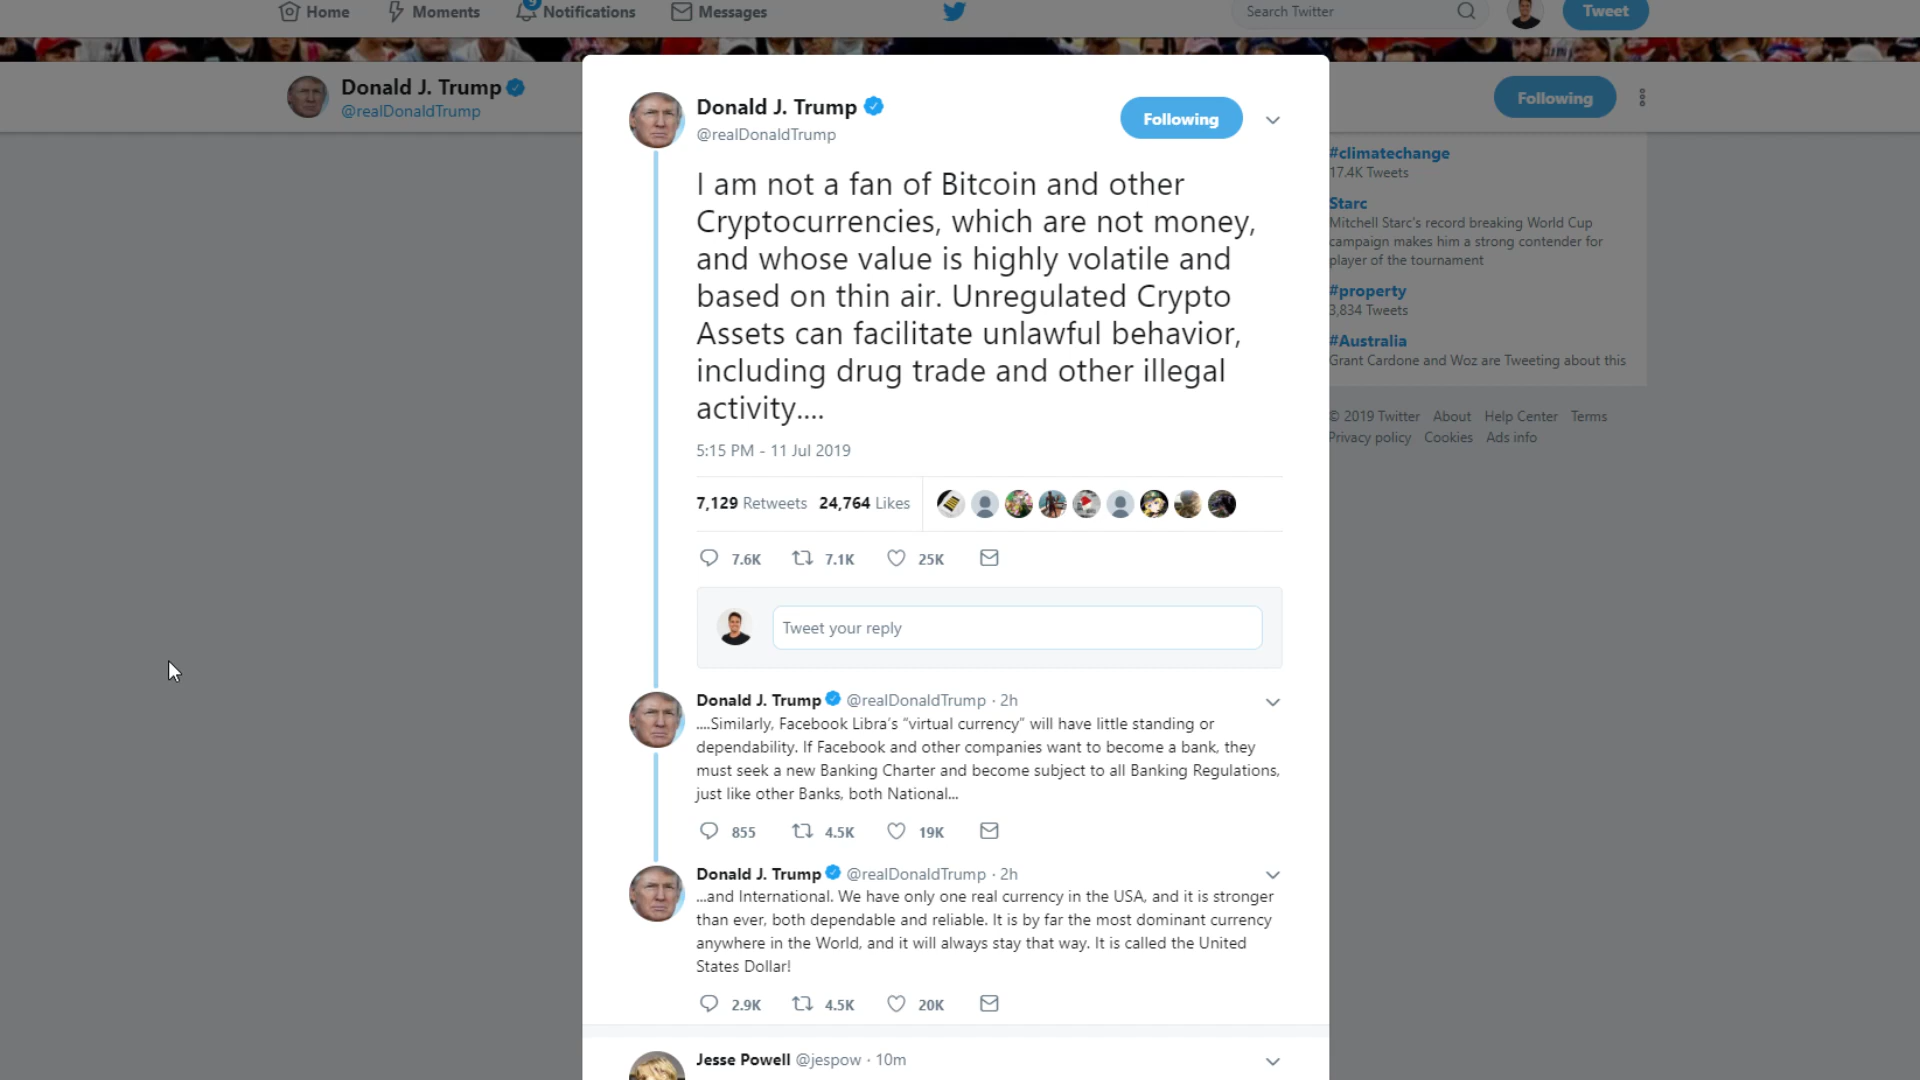 Home
Moments
9
Notifications
Messages
Search Twitter
Tweet
Donald J. Trump
@realDonaldTrump
Following
Donald J. Trump
@realDonaldTrump
Following
I am not a fan of Bitcoin and other
Cryptocurrencies, which are not money,
and whose value is highly volatile and
based on thin air. Unregulated Crypto
Assets can facilitate unlawful behavior,
including drug trade and other illegal
activity....
5:15 PM - 11 Jul 2019
7,129 Retweets 24,764 Likes
7.6K 7.1K 25K
Tweet your reply
Donald J. Trump @realDonaldTrump · 2h
....Similarly, Facebook Libra's "virtual currency" will have little standing or
dependability. If Facebook and other companies want to become a bank, they
must seek a new Banking Charter and become subject to all Banking Regulations,
just like other Banks, both National...
855 4.5K 19K
Donald J. Trump @realDonaldTrump · 2h
...and International. We have only one real currency in the USA, and it is stronger
than ever, both dependable and reliable. It is by far the most dominant currency
anywhere in the World, and it will always stay that way. It is called the United
States Dollar!
2.9K 4.5K 20K
Jesse Powell @jespow · 10m
#climatechange
17.4K Tweets
Starc
Mitchell Starc's record breaking World Cup
campaign makes him a strong contender for
player of the tournament
#property
3,834 Tweets
#Australia
Grant Cardone and Woz are Tweeting about this
© 2019 Twitter About Help Center Terms
Privacy policy Cookies Ads info